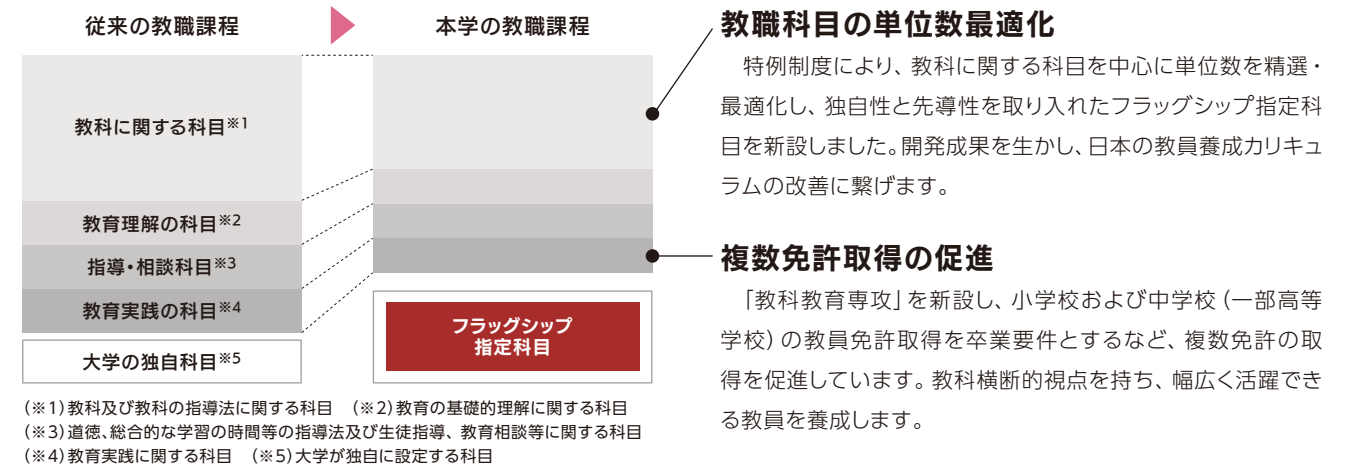 従来の教職課程
本学の教職課程
教科に関する科目※1
教育理解の科目※2
指導・相談科目※3
教育実践の科目※4
大学の独自科目※5
フラッグシップ
指定科目
(※1)教科及び教科の指導法に関する科目 (※2)教育の基礎的理解に関する科目
(※3)道徳、総合的な学習の時間等の指導法及び生徒指導、教育相談等に関する科目
(※4)教育実践に関する科目 (※5)大学が独自に設定する科目
教職科目の単位数最適化
特例制度により、教科に関する科目を中心に単位数を精選・
最適化し、独自性と先導性を取り入れたフラッグシップ指定科
目を新設しました。開発成果を生かし、日本の教員養成カリキュ
ラムの改善に繋げます。
複数免許取得の促進
「教科教育専攻」を新設し、小学校および中学校(一部高等
学校)の教員免許取得を卒業要件とするなど、複数免許の取
得を促進しています。教科横断的視点を持ち、幅広く活躍でき
る教員を養成します。